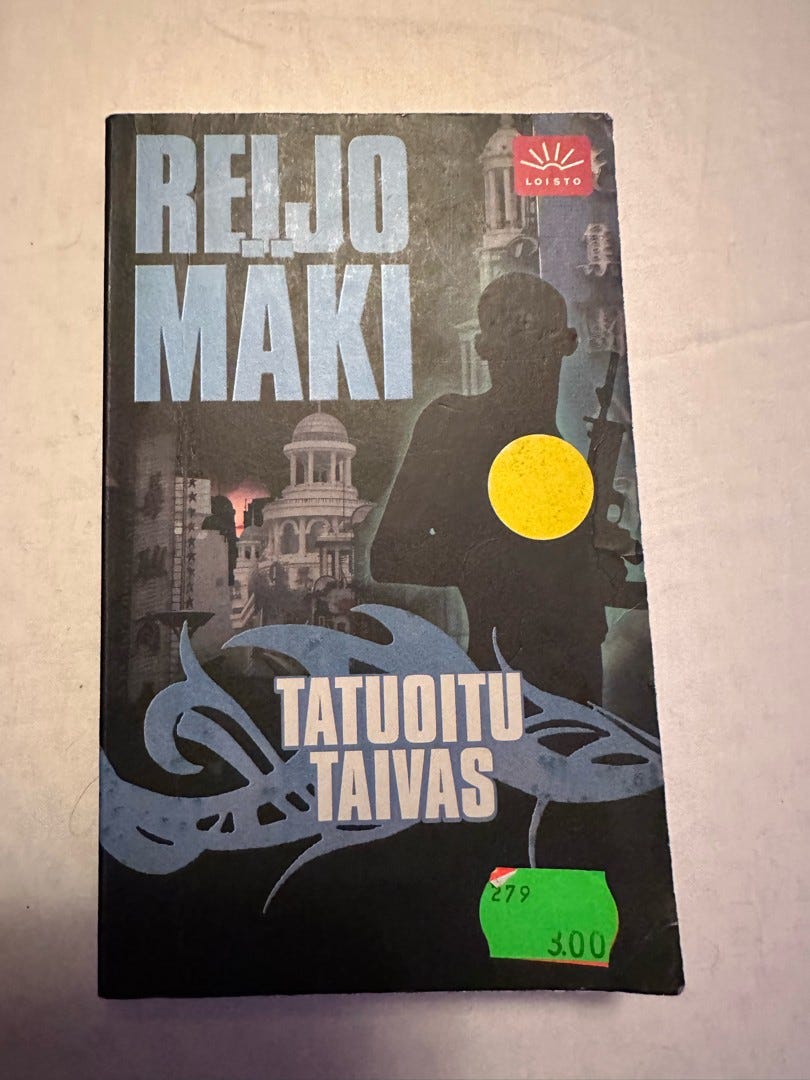 REIJO
MÄKI
LOISTO
TATUOITU
TAIVAS
279
3.00